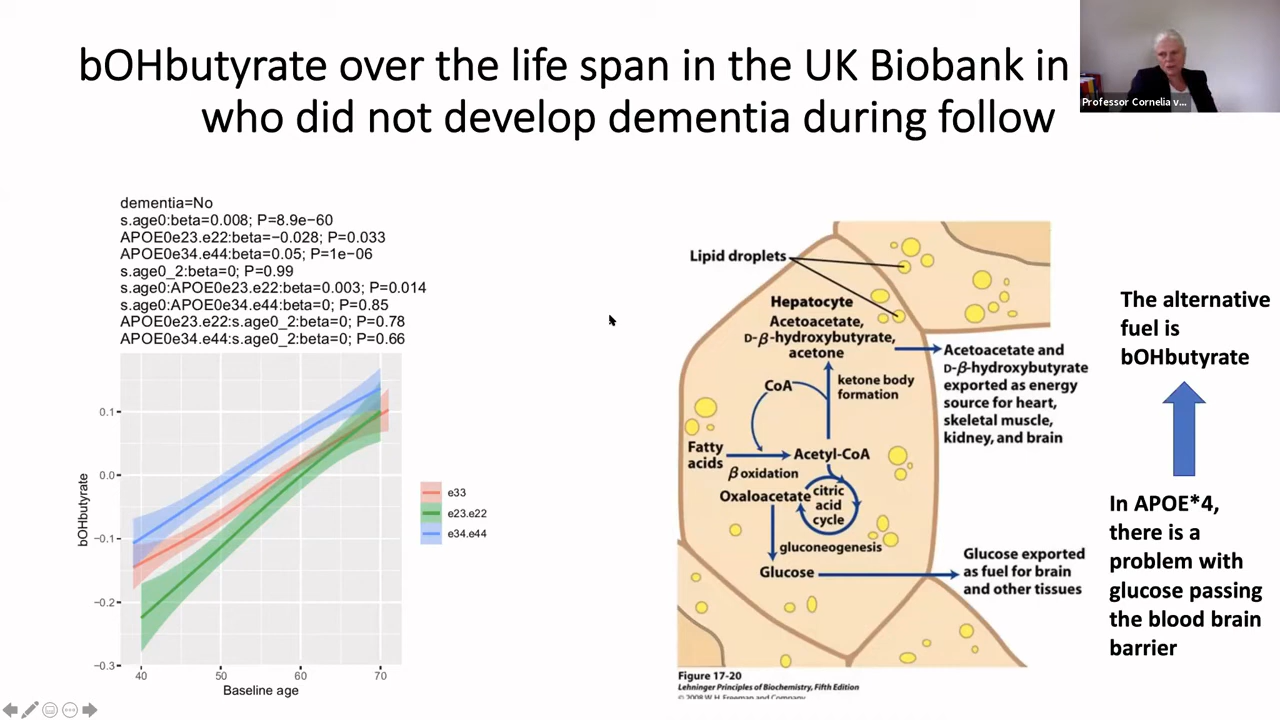 bOHbutyrate over the life span in the UK Biobank in
who did not develop dementia during follow
Professor Cornelia v...
dementia=No
s.age0:beta=0.008; P=8.9e−60
APOE0e23.e22:beta=−0.028; P=0.033
APOE0e34.e44:beta=0.05; P=1e−06
s.age0_2:beta=0; P=0.99
s.age0:APOE0e23.e22:beta=0.003; P=0.014
s.age0:APOE0e34.e44:beta=0; P=0.85
APOE0e23.e22:s.age0_2:beta=0; P=0.78
APOE0e34.e44:s.age0_2:beta=0; P=0.66
bOHbutyrate
0.1
0.0
−0.1
−0.2
−0.3
40
50
60
70
Baseline age
e33
e23.e22
e34.e44
Lipid droplets
Hepatocyte
Acetoacetate,
D-β-hydroxybutyrate,
acetone
CoA
ketone body
formation
Acetoacetate and
D-β-hydroxybutyrate
exported as energy
source for heart,
skeletal muscle,
kidney, and brain
Fatty
acids
β oxidation
Acetyl-CoA
Oxaloacetate
citric
acid
cycle
gluconeogenesis
Glucose
Glucose exported
as fuel for brain
and other tissues
Figure 17-20
Lehninger Principles of Biochemistry, Fifth Edition
© 2008 W. H. Freeman and Company
The alternative
fuel is
bOHbutyrate
In APOE*4,
there is a
problem with
glucose passing
the blood brain
barrier